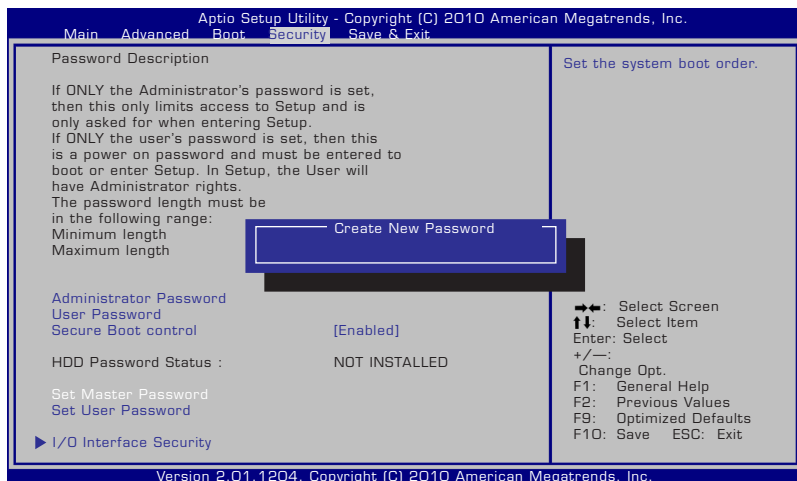 Aptio Setup Utility - Copyright (C) 2010 American Megatrends, Inc.
Main Advanced Boot Security Save & Exit
Password Description
If ONLY the Administrator's password is set,
then this only limits access to Setup and is
only asked for when entering Setup.
If ONLY the user's password is set, then this
is a power on password and must be entered to
boot or enter Setup. In Setup, the User will
have Administrator rights.
The password length must be
in the following range:
Minimum length
Maximum length
Create New Password
Administrator Password
User Password
Secure Boot control [Enabled]
HDD Password Status : NOT INSTALLED
Set Master Password
Set User Password
I/O Interface Security
Set the system boot order.
→←: Select Screen
↑↓: Select Item
Enter: Select
+/—:
Change Opt.
F1: General Help
F2: Previous Values
F9: Optimized Defaults
F10: Save ESC: Exit
Version 2.01.1204. Copyright (C) 2010 American Megatrends, Inc.